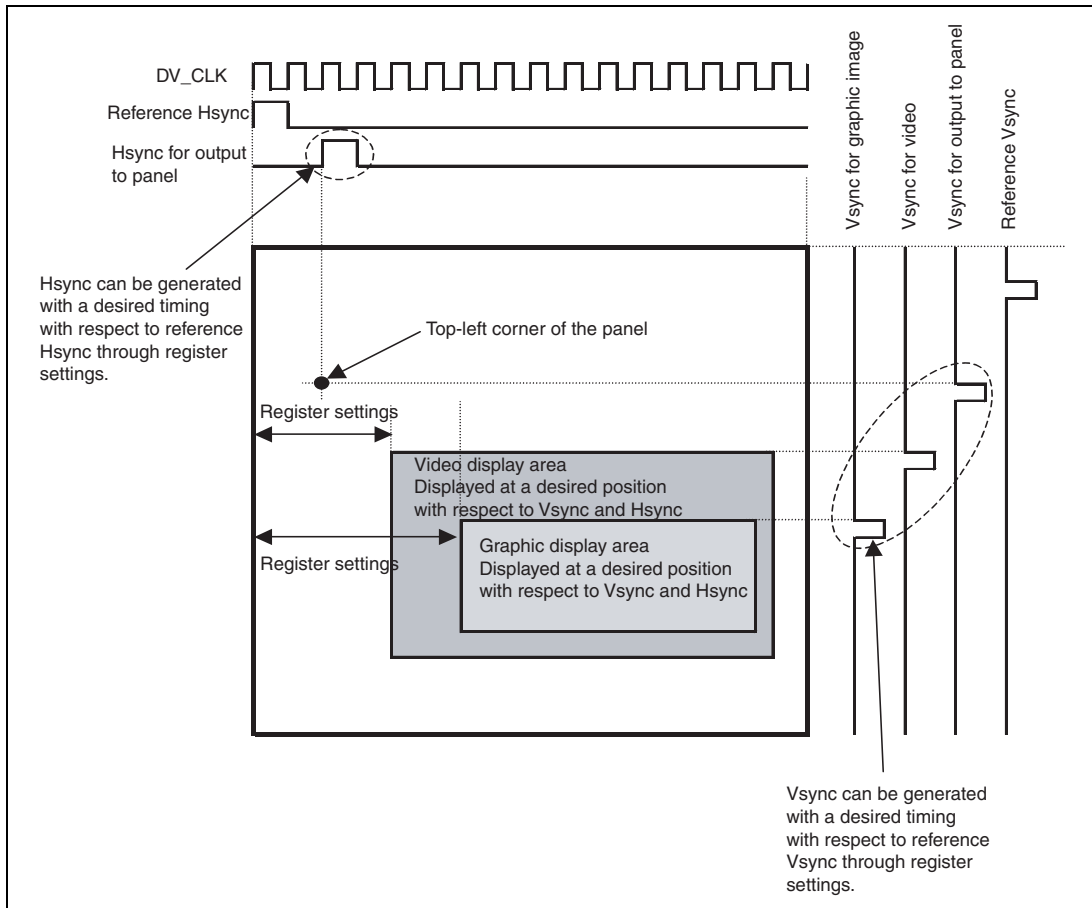 DV_CLK
Reference Hsync
Hsync for output
to panel
Vsync for graphic image
Vsync for video
Vsync for output to panel
Reference Vsync
Hsync can be generated
with a desired timing
with respect to reference
Hsync through register
settings.
Top-left corner of the panel
Register settings
Video display area
Displayed at a desired position
with respect to Vsync and Hsync
Register settings
Graphic display area
Displayed at a desired position
with respect to Vsync and Hsync
Vsync can be generated
with a desired timing
with respect to reference
Vsync through register
settings.